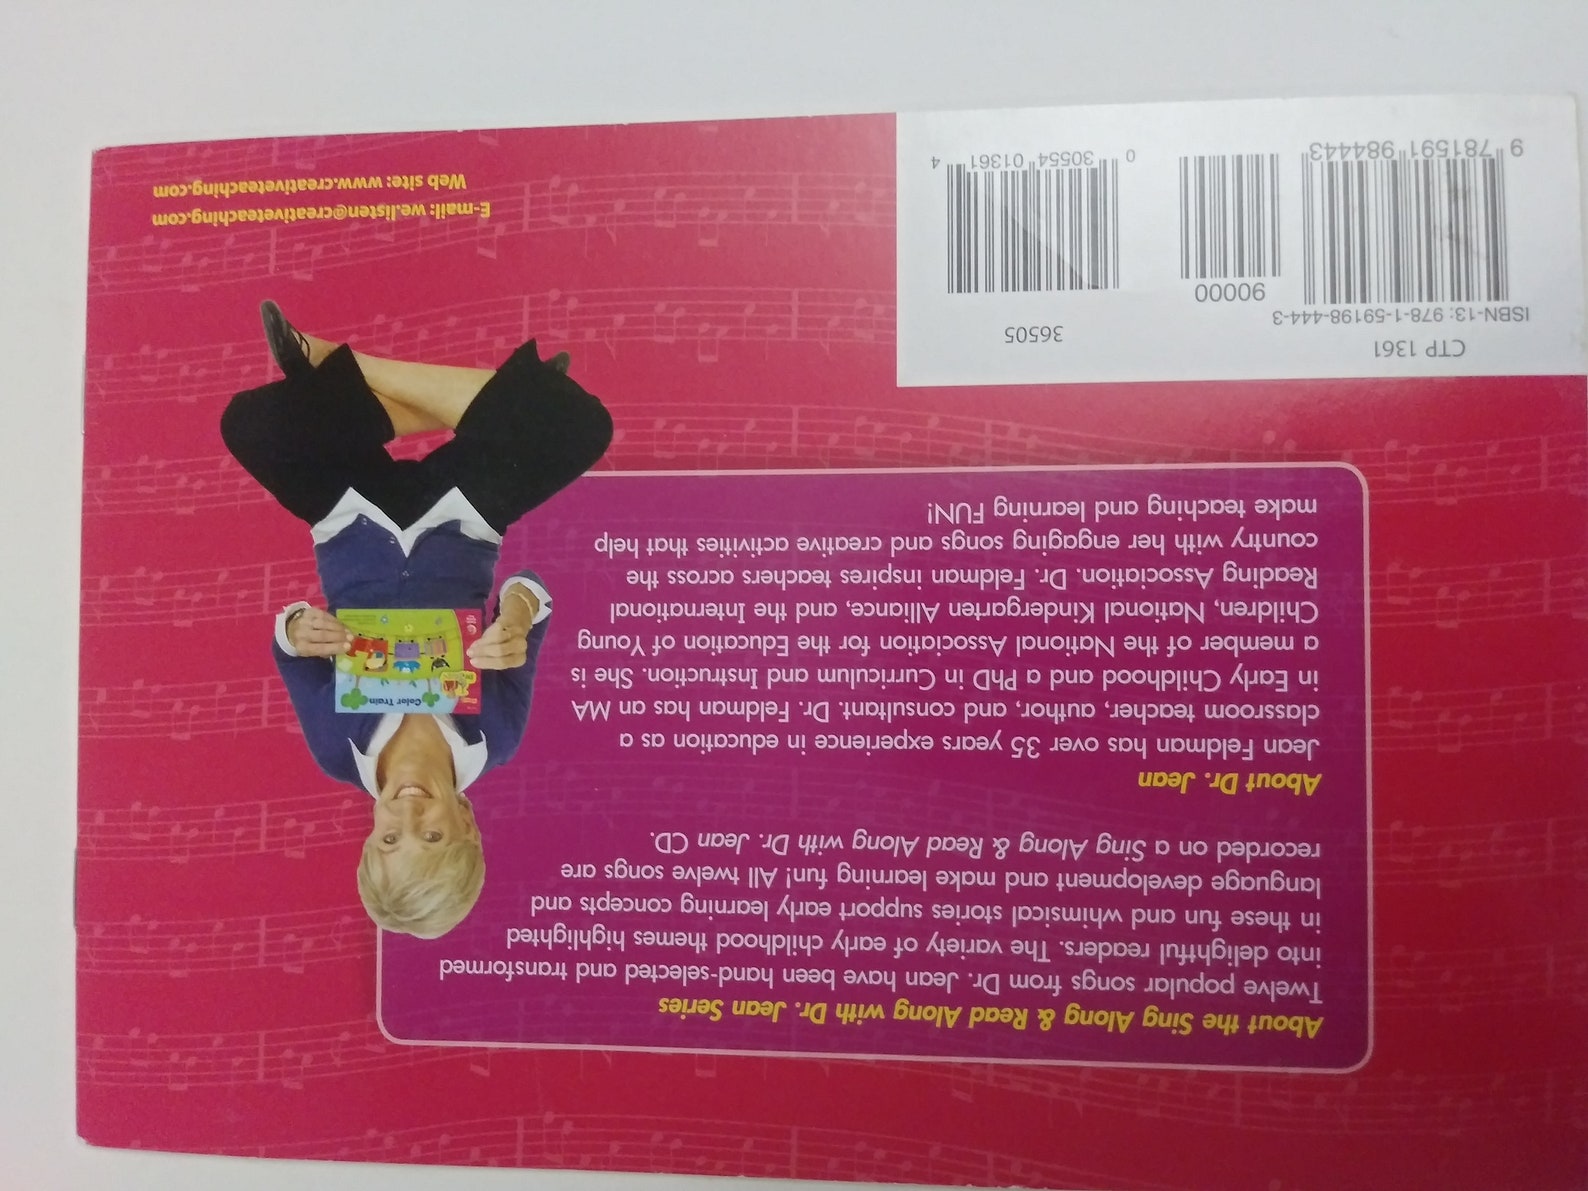 About the Sing Along & Read Along with Dr. Jean Series
Twelve popular songs from Dr. Jean have been hand-selected and transformed
into delightful readers. The variety of early childhood themes highlighted
in these fun and whimsical stories support early learning concepts and
language development and make learning fun! All twelve songs are
recorded on a Sing Along & Read Along with Dr. Jean CD.
About Dr. Jean
Jean Feldman has over 35 years experience in education as a
classroom teacher, author, and consultant. Dr. Feldman has an MA
in Early Childhood and a PhD in Curriculum and Instruction. She is
a member of the National Association for the Education of Young
Children, National Kindergarten Alliance, and the International
Reading Association. Dr. Feldman inspires teachers across the
country with her engaging songs and creative activities that help
make teaching and learning FUN!
Color Train
CTP 1361
ISBN-13: 978-1-59198-444-3
90000
9 781591 984443
36505
0 30554 01361 4
E-mail: we.listen@creativeteaching.com
Web site: www.creativeteaching.com